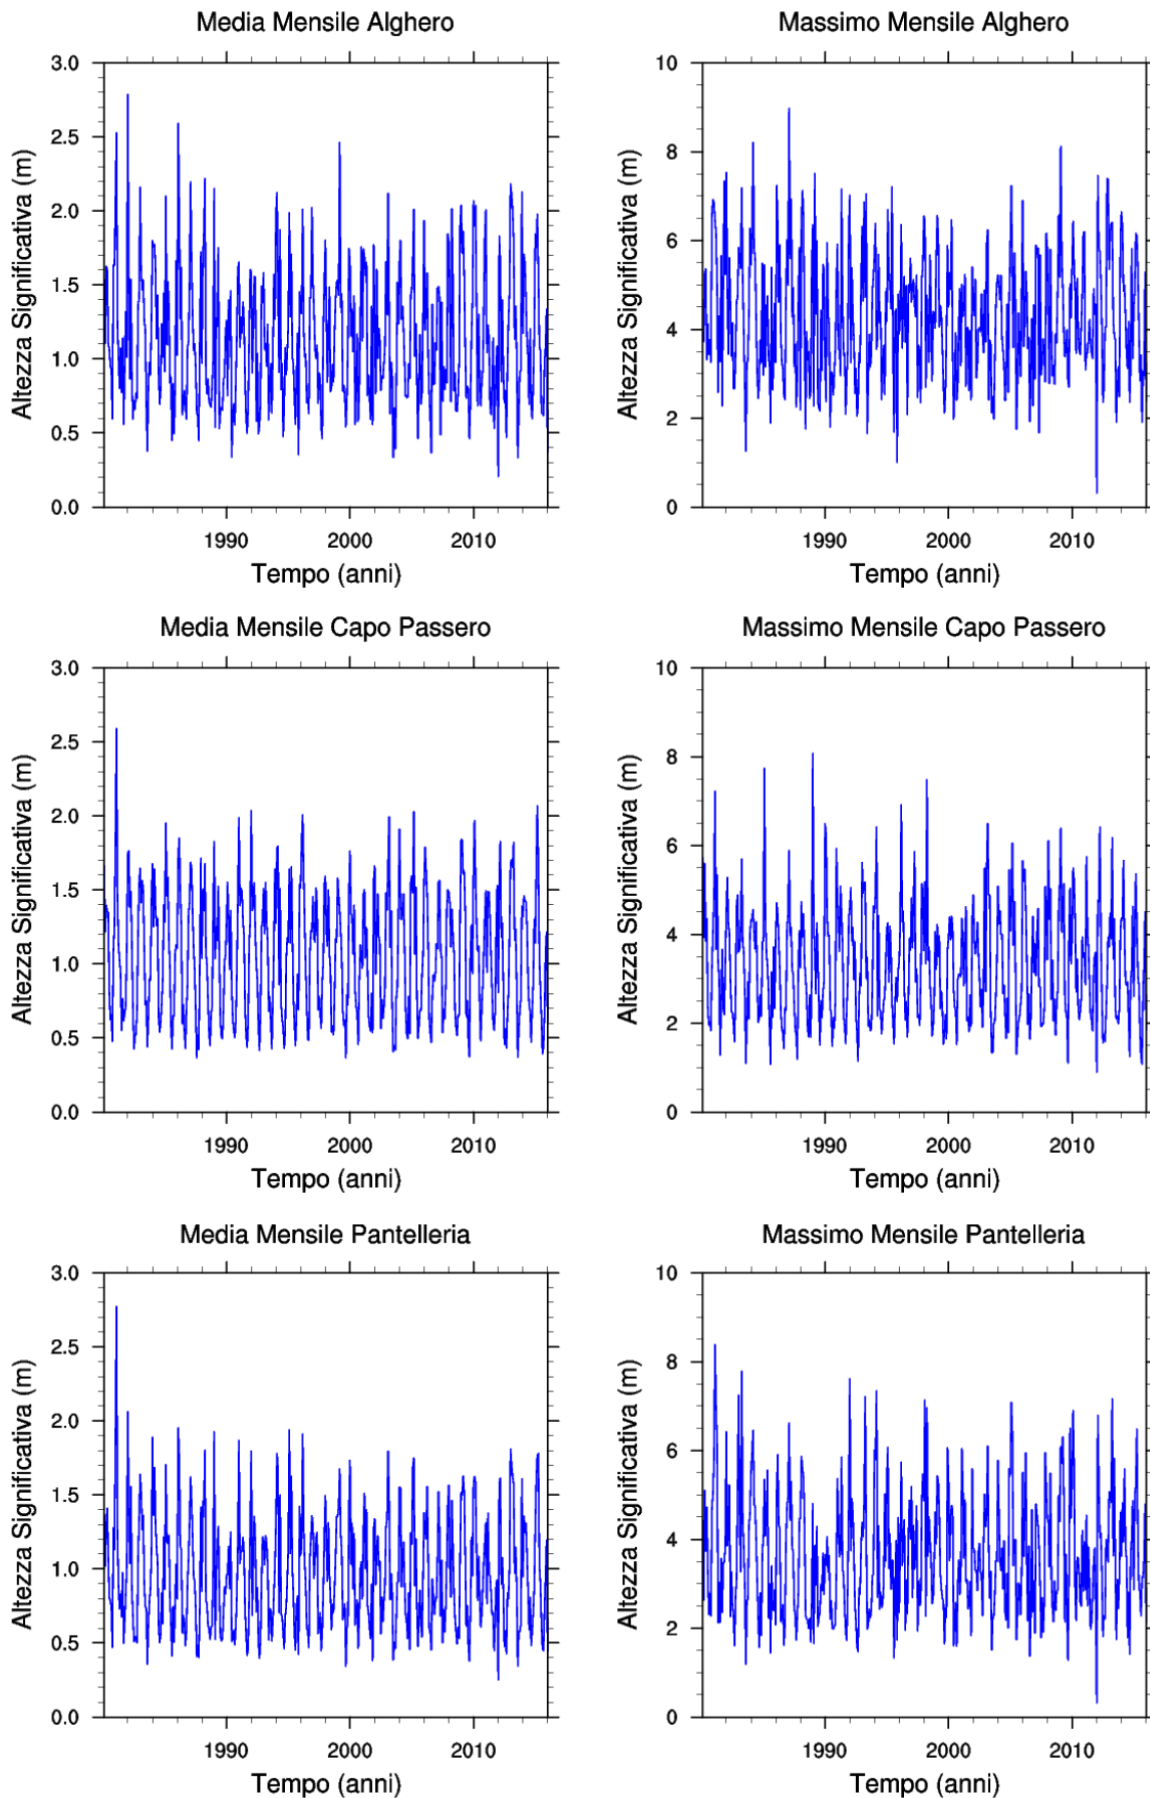 Media Mensile Alghero
Massimo Mensile Alghero
3.0
2.5
2.0
1.5
1.0
0.5
0.0
Altezza Significativa (m)
1990 2000 2010
Tempo (anni)
10
8
6
4
2
0
Altezza Significativa (m)
1990 2000 2010
Tempo (anni)
Media Mensile Capo Passero
Massimo Mensile Capo Passero
3.0
2.5
2.0
1.5
1.0
0.5
0.0
Altezza Significativa (m)
1990 2000 2010
Tempo (anni)
10
8
6
4
2
0
Altezza Significativa (m)
1990 2000 2010
Tempo (anni)
Media Mensile Pantelleria
Massimo Mensile Pantelleria
3.0
2.5
2.0
1.5
1.0
0.5
0.0
Altezza Significativa (m)
1990 2000 2010
Tempo (anni)
10
8
6
4
2
0
Altezza Significativa (m)
1990 2000 2010
Tempo (anni)